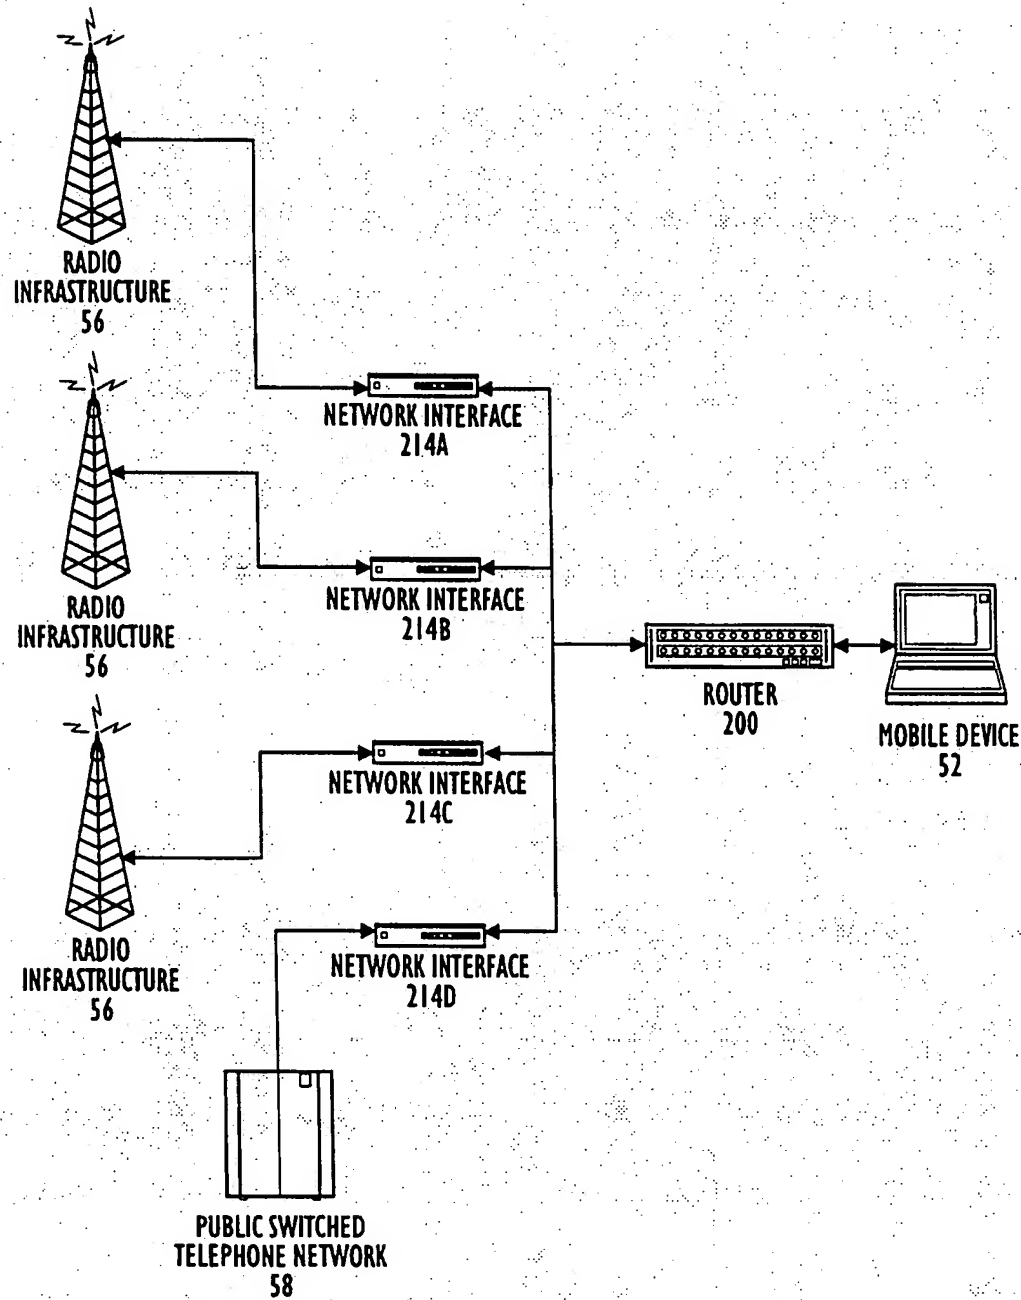 RADIO
INFRASTRUCTURE
56
NETWORK INTERFACE
214A
RADIO
INFRASTRUCTURE
56
NETWORK INTERFACE
214B
ROUTER
200
MOBILE DEVICE
52
RADIO
INFRASTRUCTURE
56
NETWORK INTERFACE
214C
NETWORK INTERFACE
214D
PUBLIC SWITCHED
TELEPHONE NETWORK
58